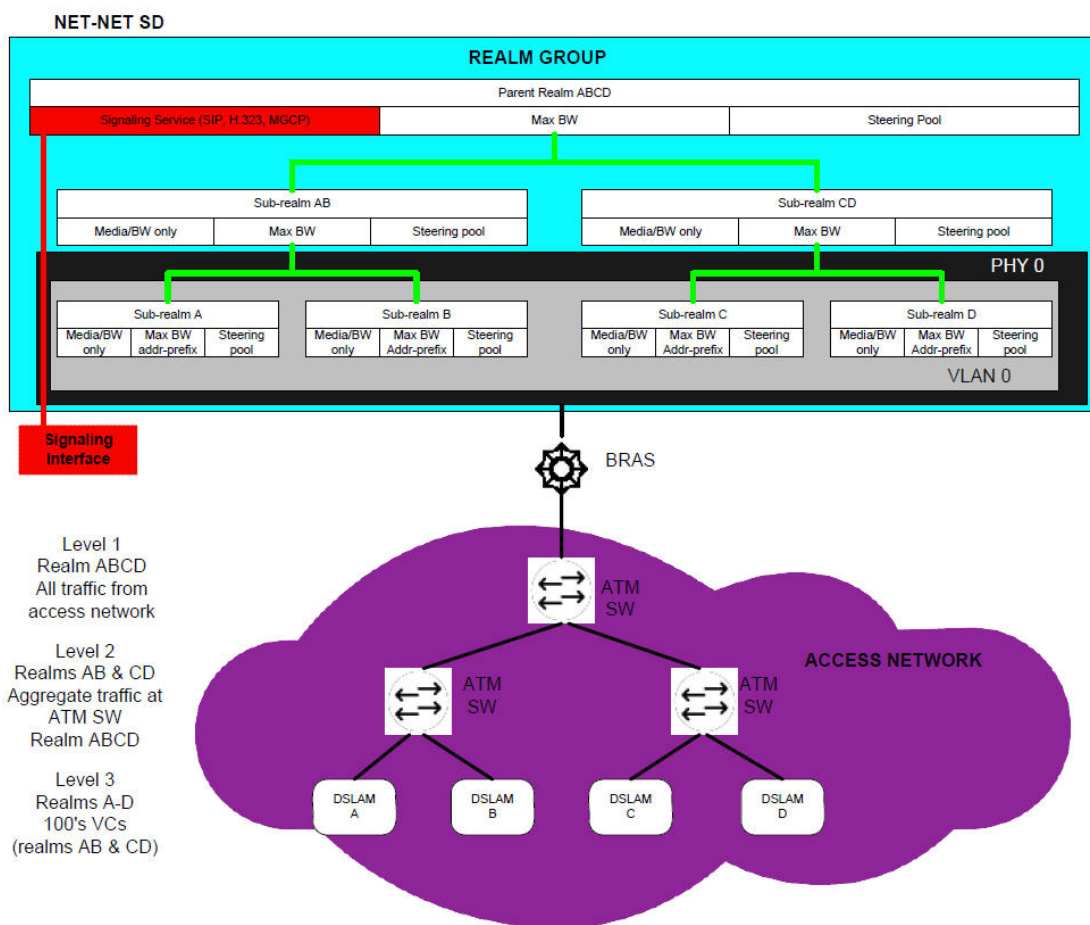 NET-NET SD
REALM GROUP
Parent Realm ABCD
Signaling Service (SIP, H.323, MGCP)
Max BW
Steering Pool
Sub-realm AB
Media/BW only
Max BW
Steering pool
Sub-realm CD
Media/BW only
Max BW
Steering pool
PHY 0
Sub-realm A
Media/BW
only
Max BW
addr-prefix
Steering
pool
Sub-realm B
Media/BW
only
Max BW
Addr-prefix
Steering
pool
Sub-realm C
Media/BW
only
Max BW
Addr-prefix
Steering
pool
Sub-realm D
Media/BW
only
Max BW
Addr-prefix
Steering
pool
VLAN 0
Signaling
Interface
BRAS
Level 1
Realm ABCD
All traffic from
access network
Level 2
Realms AB & CD
Aggregate traffic at
ATM SW
Realm ABCD
Level 3
Realms A-D
100's VCs
(realms AB & CD)
ATM
SW
ACCESS NETWORK
ATM
SW
ATM
SW
DSLAM
A
DSLAM
B
DSLAM
C
DSLAM
D